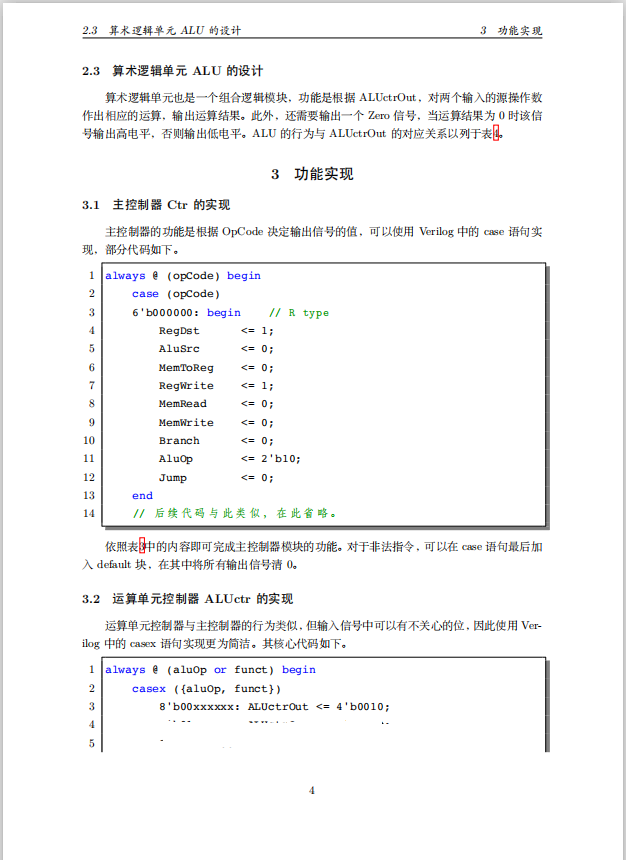 2.3 算术逻辑单元 ALU 的设计 3 功能实现
2.3 算术逻辑单元 ALU 的设计
算术逻辑单元也是一个组合逻辑模块，功能是根据 ALUctrOut，对两个输入的源操作数
作出相应的运算，输出运算结果。此外，还需要输出一个 Zero 信号，当运算结果为 0 时该信
号输出高电平，否则输出低电平。ALU 的行为与 ALUctrOut 的对应关系以列于表4。
3 功能实现
3.1 主控制器 Ctr 的实现
主控制器的功能是根据 OpCode 决定输出信号的值，可以使用 Verilog 中的 case 语句实
现，部分代码如下。
1 always @ (opCode) begin
2 case (opCode)
3 6'b000000: begin // R type
4 RegDst <= 1;
5 AluSrc <= 0;
6 MemToReg <= 0;
7 RegWrite <= 1;
8 MemRead <= 0;
9 MemWrite <= 0;
10 Branch <= 0;
11 AluOp <= 2'b10;
12 Jump <= 0;
13 end
14 // 后续代码与此类似，在此省略。
依照表3中的内容即可完成主控制器模块的功能。对于非法指令，可以在 case 语句最后加
入 default 块，在其中将所有输出信号清 0。
3.2 运算单元控制器 ALUctr 的实现
运算单元控制器与主控制器的行为类似，但输入信号中可以有不关心的位，因此使用 Ver-
ilog 中的 casex 语句实现更为简洁。其核心代码如下。
1 always @ (aluOp or funct) begin
2 casex ({aluOp, funct})
3 8'b00xxxxxx: ALUctrOut <= 4'b0010;
4
5
4